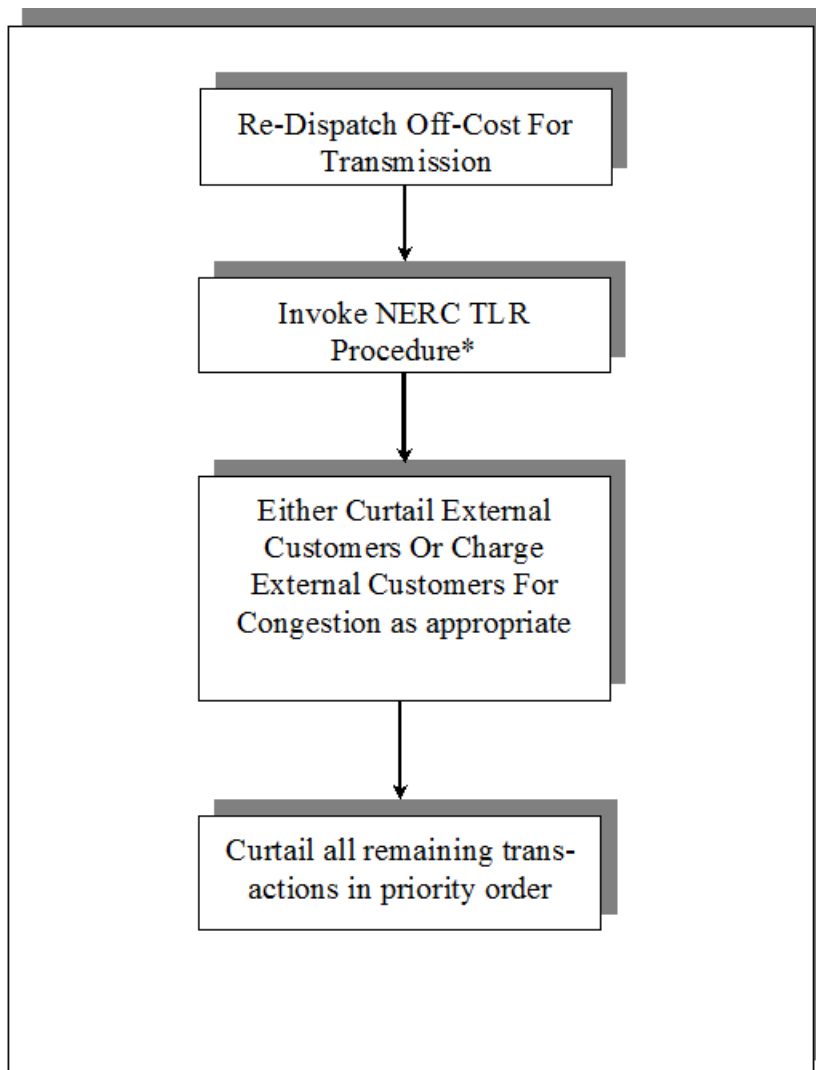 Re-Dispatch Off-Cost For
Transmission
Invoke NERC TLR
Procedure*
Either Curtail External
Customers Or Charge
External Customers For
Congestion as appropriate
Curtail all remaining trans-
actions in priority order